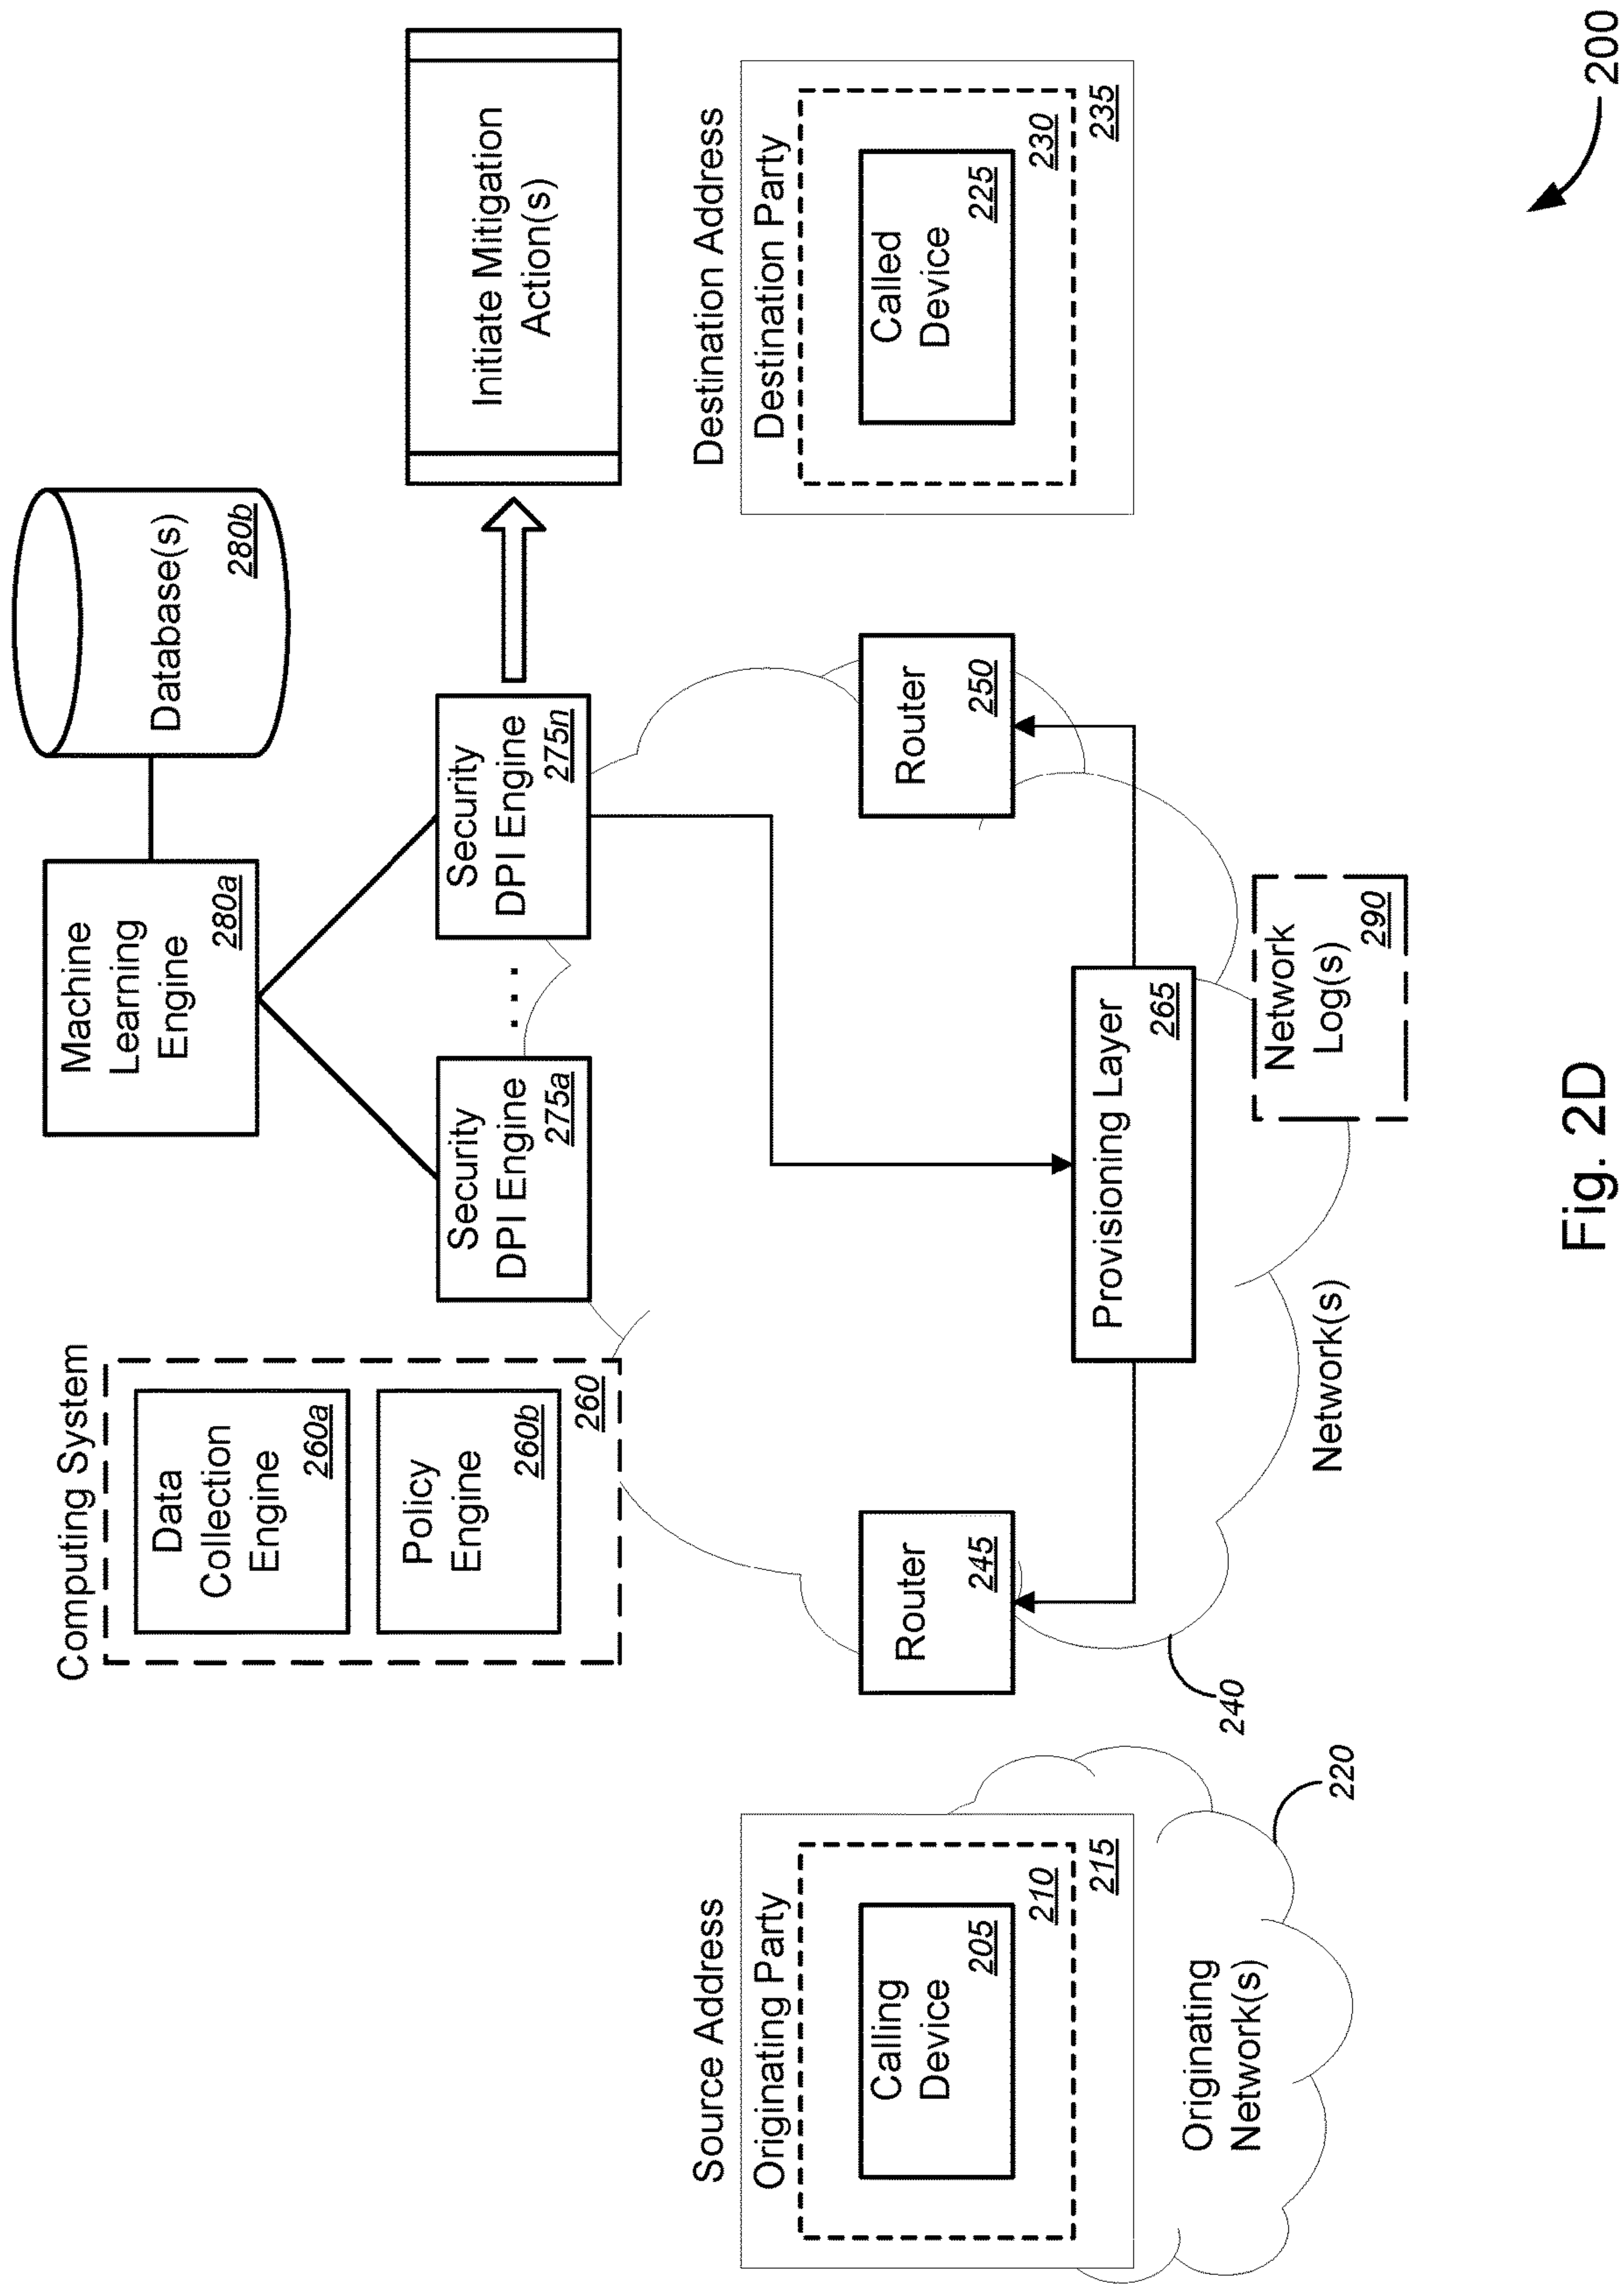 Computing System
Data
Collection
Engine
260a
Policy
Engine
260b
260
Machine
Learning
Engine
280a
Database(s)
280b
Security
DPI Engine
275a
. . .
Security
DPI Engine
275n
Initiate Mitigation
Action(s)
Source Address
Originating Party
Calling
Device
205
210
215
Originating
Network(s)
220
Router
245
240
Router
250
Provisioning Layer
265
Network(s)
Network
Log(s)
290
Destination Address
Destination Party
Called
Device
225
230
235
200
Fig. 2D